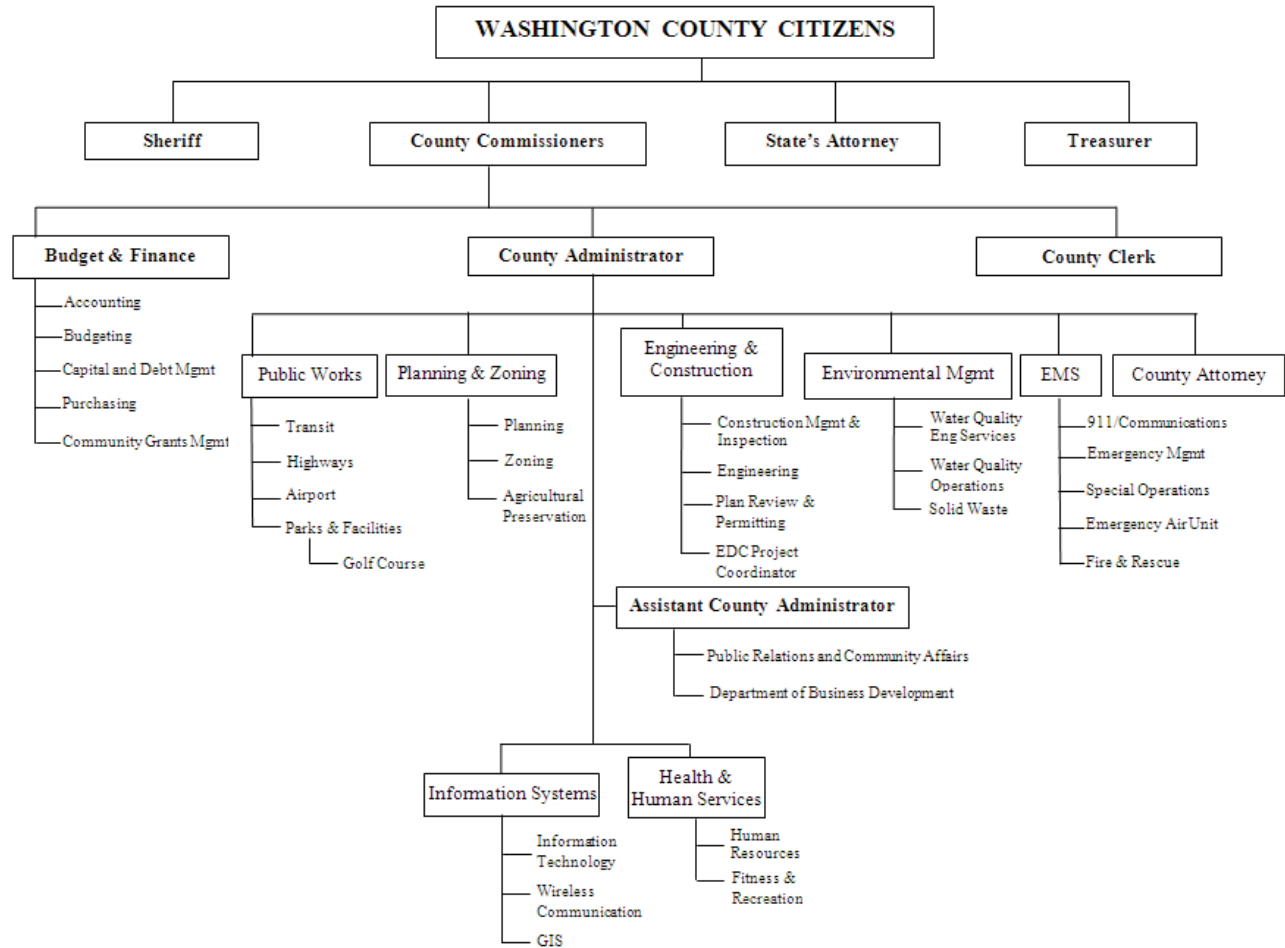 WASHINGTON COUNTY CITIZENS
Sheriff
County Commissioners
State's Attorney
Treasurer
Budget & Finance
County Administrator
County Clerk
Accounting
Budgeting
Capital and Debt Mgmt
Purchasing
Community Grants Mgmt
Public Works
Transit
Highways
Airport
Parks & Facilities
Golf Course
Planning & Zoning
Planning
Zoning
Agricultural
Preservation
Engineering &
Construction
Construction Mgmt &
Inspection
Engineering
Plan Review &
Permitting
EDC Project
Coordinator
Environmental Mgmt
Water Quality
Eng Services
Water Quality
Operations
Solid Waste
EMS
911/Communications
Emergency Mgmt
Special Operations
Emergency Air Unit
Fire & Rescue
County Attorney
Assistant County Administrator
Public Relations and Community Affairs
Department of Business Development
Information Systems
Information
Technology
Wireless
Communication
GIS
Health &
Human Services
Human
Resources
Fitness &
Recreation